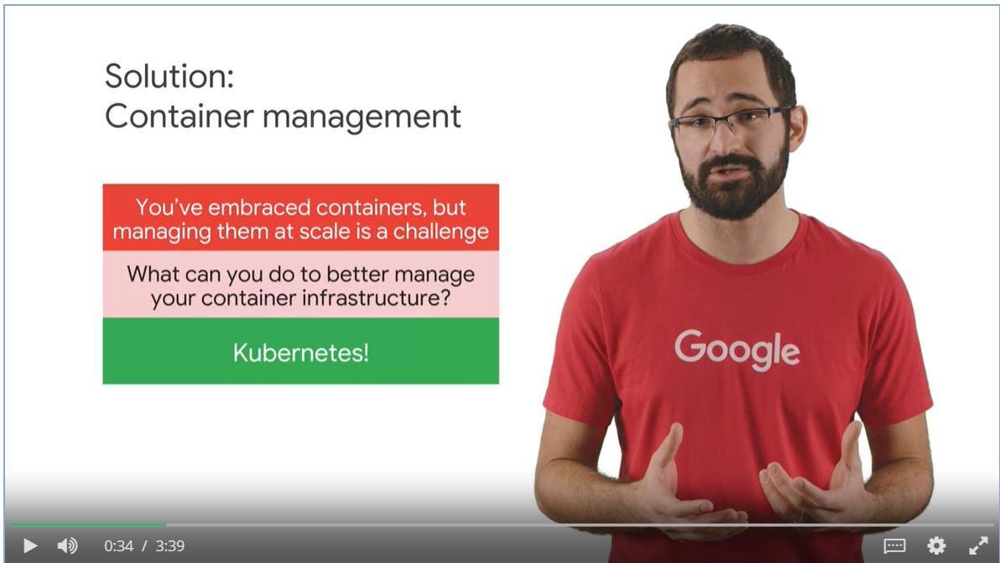 Solution:
Container management
You’ve embraced containers, but
managing them at scale is a challenge
What can you do to better manage
your container infrastructure?
Kubernetes!
Google
0:34 / 3:39